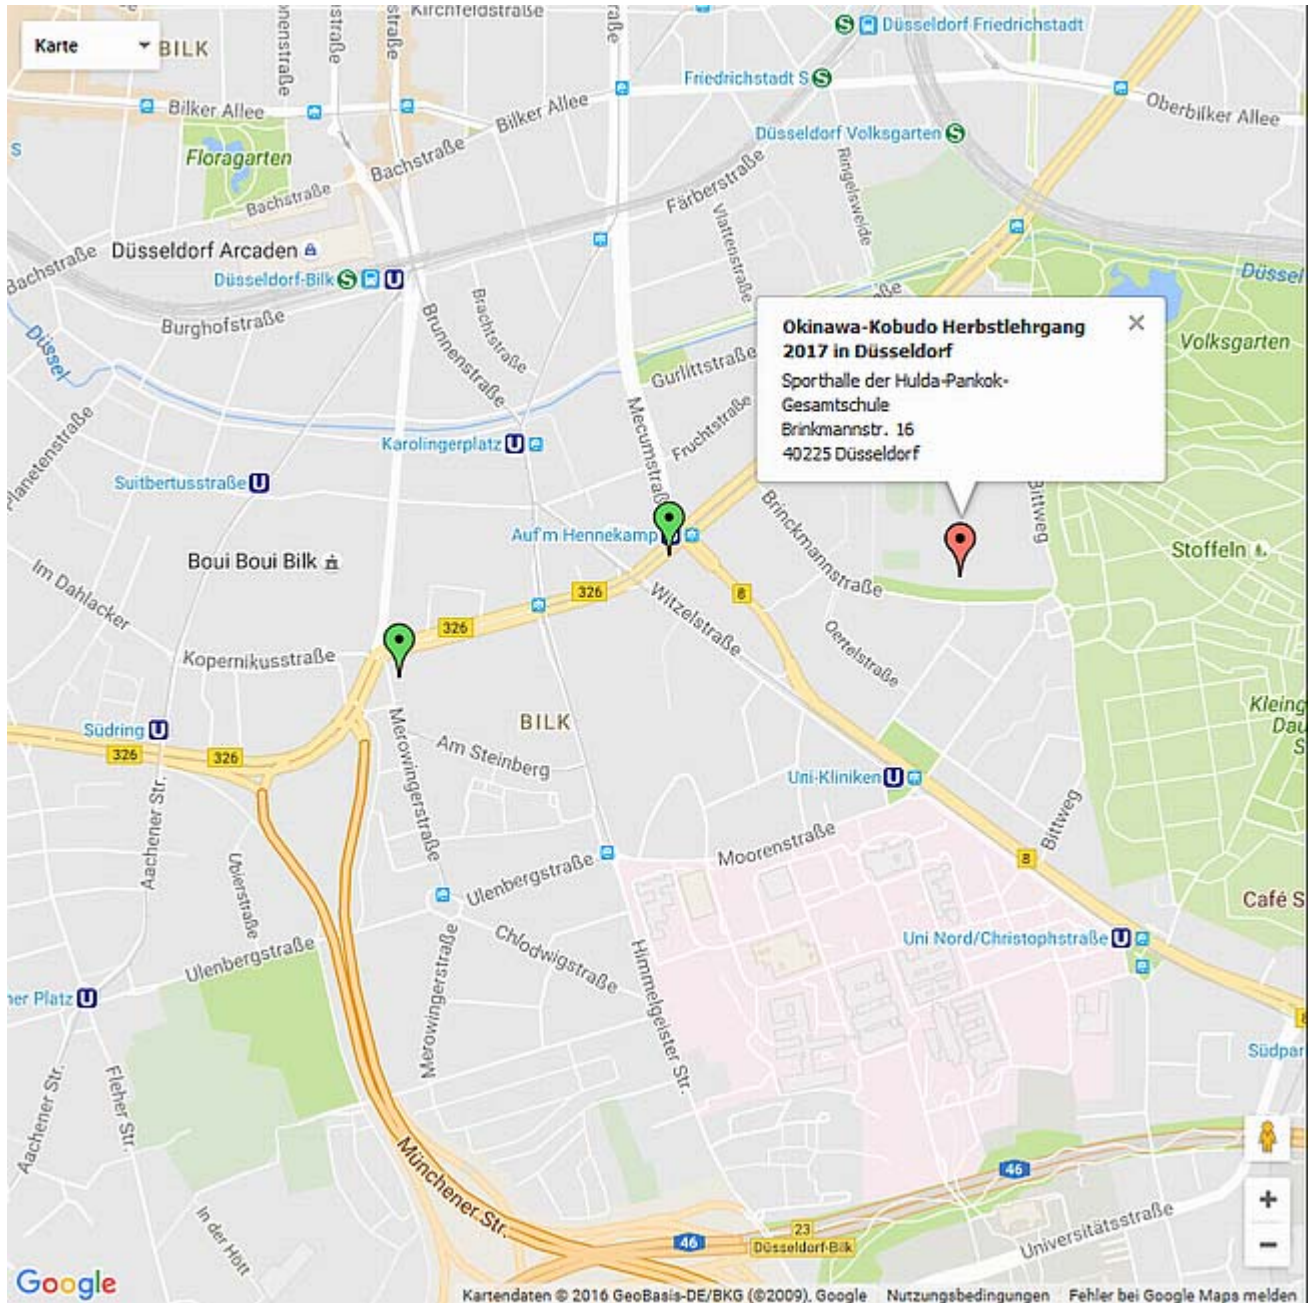 Kirchfeldstraße
Düsseldorf Friedrichstadt
Karte
BILK
Friedrichstadt S
Bilker Allee
Bilker Allee
Oberbilker Allee
Düsseldorf Volksgarten
S
Floragarten
Bachstraße
Bachstraße
Färberstraße
Ringelsweide
Vlattenstraße
Bachstraße
Düsseldorf Arcaden
Düsseldorf-Bilk
Düssel
Burghofstraße
Brunnenstraße
Brachtstraße
Düssel
Okinawa-Kobudo Herbstlehrgang
2017 in Düsseldorf
Sporthalle der Hulda-Pankok-
Gesamtschule
Brinkmannstr. 16
40225 Düsseldorf
Volksgarten
Gurlittstraße
Mecumstraße
Fruchtstraße
Planetenstraße
Karolingerplatz
Suitbertusstraße
Brinckmannstraße
Bittweg
Auf'm Hennekamp
Stoffeln
Boui Boui Bilk
Im Dahlacker
326
8
326
Witzelstraße
Oertelstraße
Kopernikusstraße
Merowingerstraße
BILK
Südring
326
326
Am Steinberg
Uni-Kliniken
Aachener Str.
Bittweg
Moorenstraße
8
Ubierstraße
Ulenbergstraße
Café S
Ulenbergstraße
Chlodwigstraße
Merowingerstraße
Himmelgeister Str.
Uni Nord/Christophstraße
ner Platz
Südpar
Aachener Str.
Fleher Str.
Münchener Str.
46
In der Hött
23
46
Düsseldorf-Bilk
Universitätsstraße
Google
Kartendaten © 2016 GeoBasis-DE/BKG (©2009), Google Nutzungsbedingungen Fehler bei Google Maps melden